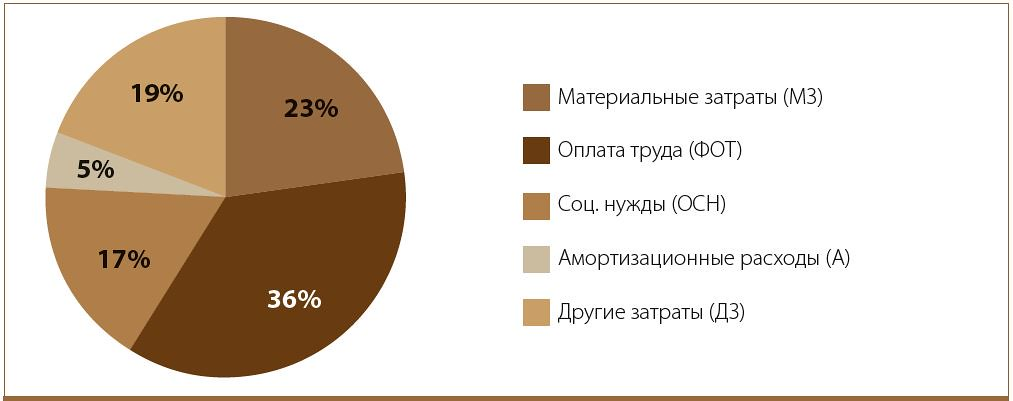 19%
23%
5%
17%
36%
Материальные затраты (МЗ)
Оплата труда (ФОТ)
Соц. нужды (ОСН)
Амортизационные расходы (А)
Другие затраты (ДЗ)